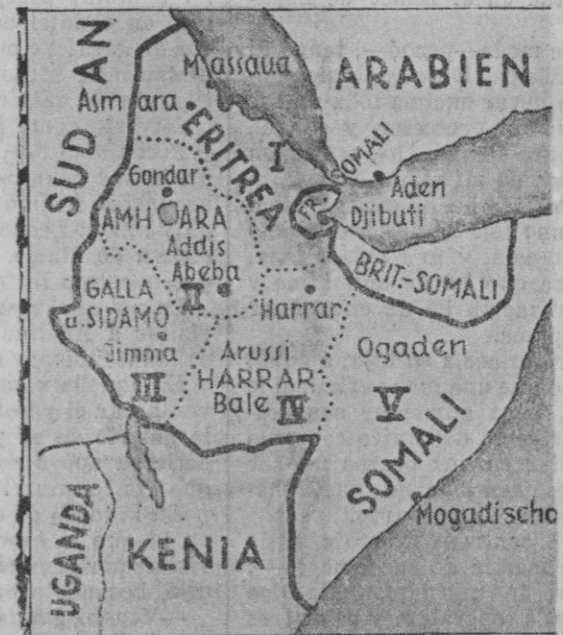 SUDAN
Massaua
ARABIEN
Asmara
ERITREA
I
FR.-SOMALI
Gondar
Aden
Djibuti
AMHARA
Addis
Abeba
II
BRIT.-SOMALI
GALLA
u. SIDAMO
Harrar
Jimma
III
Arussi
HARRAR
Bale IV
Ogaden
V
SOMALI
Mogadischo
UGANDA
KENIA